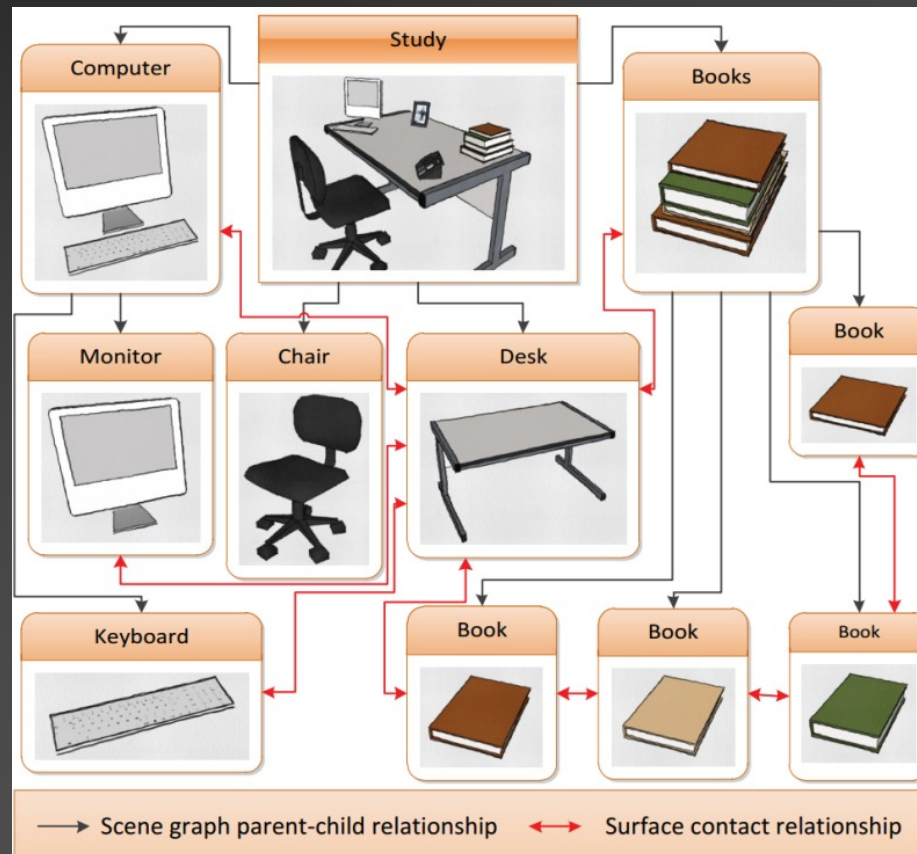 Study
Computer
Books
Monitor
Chair
Desk
Book
Keyboard
Book
Book
Book
Scene graph parent-child relationship
Surface contact relationship